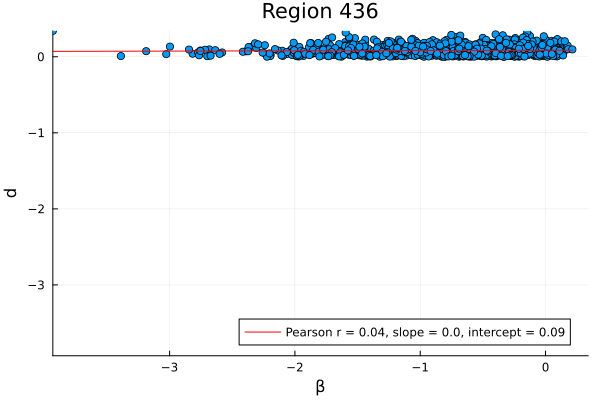 Region 436
0
−1
−2
−3
d
Pearson r = 0.04, slope = 0.0, intercept = 0.09
−3
−2
−1
0
β